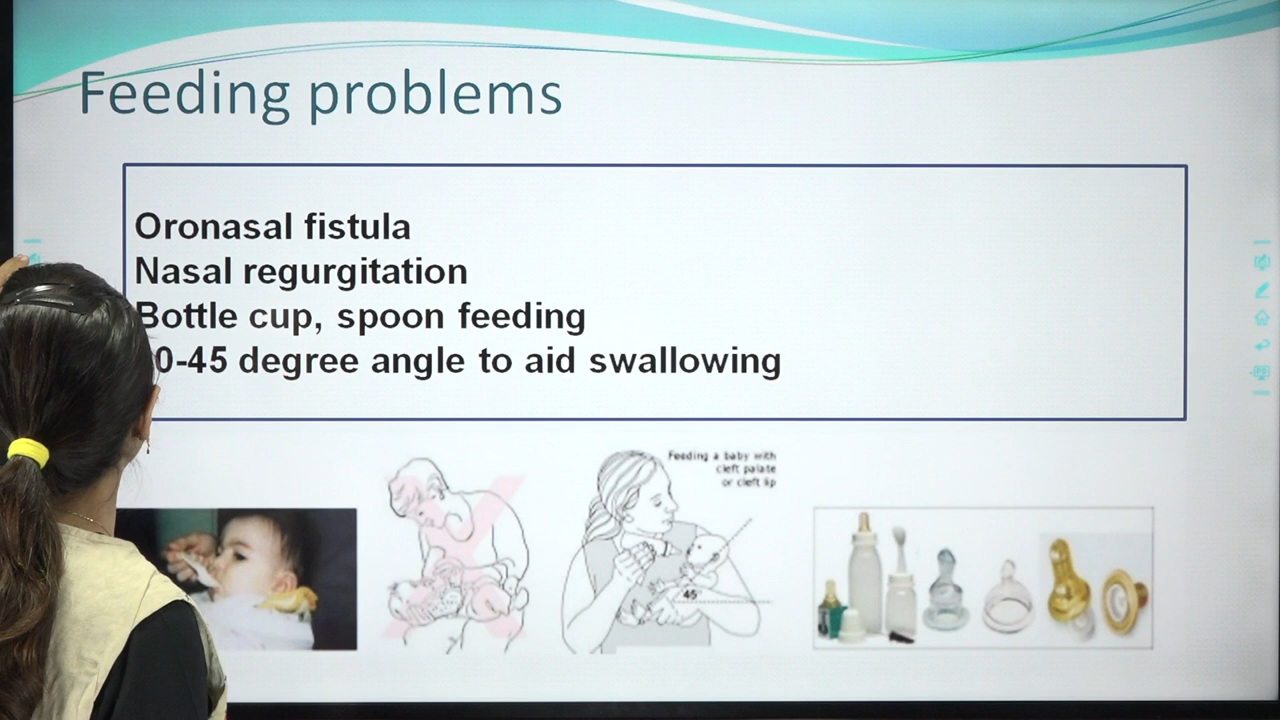 Feeding problems
Oronasal fistula
Nasal regurgitation
Bottle cup, spoon feeding
0-45 degree angle to aid swallowing
Feeding a baby with
cleft palate
or cleft lip
45°